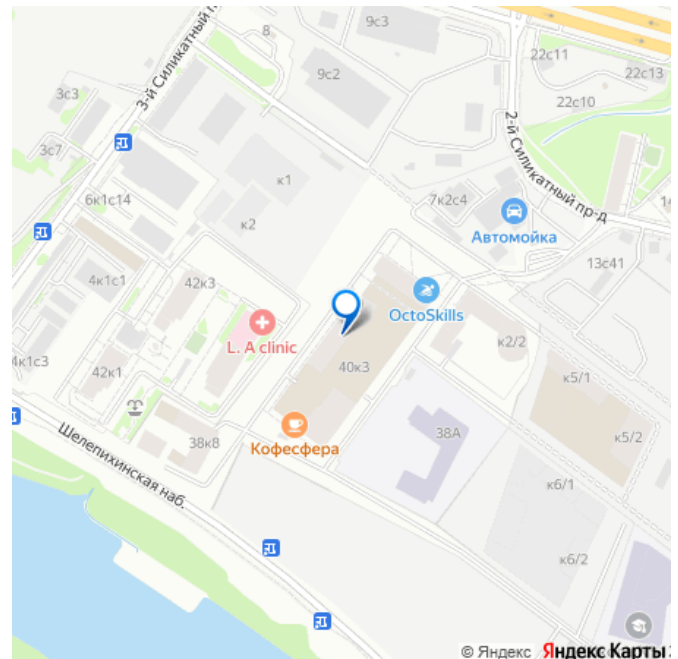 9с3
8
3-й Силикатный п
9с2
22с11
22с13
3с3
22с10
2-й Силикатный пр-д
3с7
к1
7к2с4
6к1с14
к2
Автомойка
13с41
4к1с1
42к3
OctoSkills
L. A clinic
к2/2
4к1с3
40к3
42к1
к5/1
38к8
Кофесфера
38А
к5/2
Шелепихинская наб.
к6/1
к6/2
© Яндекс Яндекс Карты